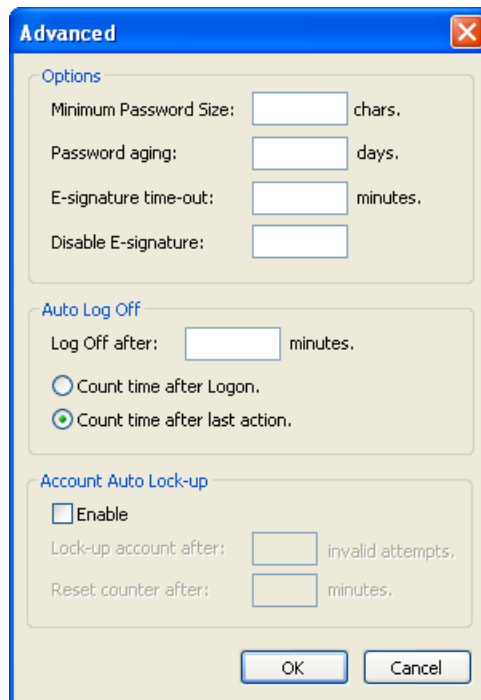 Advanced
Options
Minimum Password Size: chars.
Password aging: days.
E-signature time-out: minutes.
Disable E-signature:
Auto Log Off
Log Off after: minutes.
Count time after Logon.
Count time after last action.
Account Auto Lock-up
Enable
Lock-up account after: invalid attempts.
Reset counter after: minutes.
OK Cancel